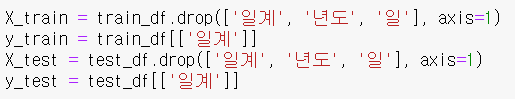 X_train = train_df.drop(['일계', '년도', '일'], axis=1)
y_train = train_df[['일계']]
X_test = test_df.drop(['일계', '년도', '일'], axis=1)
y_test = test_df[['일계']]